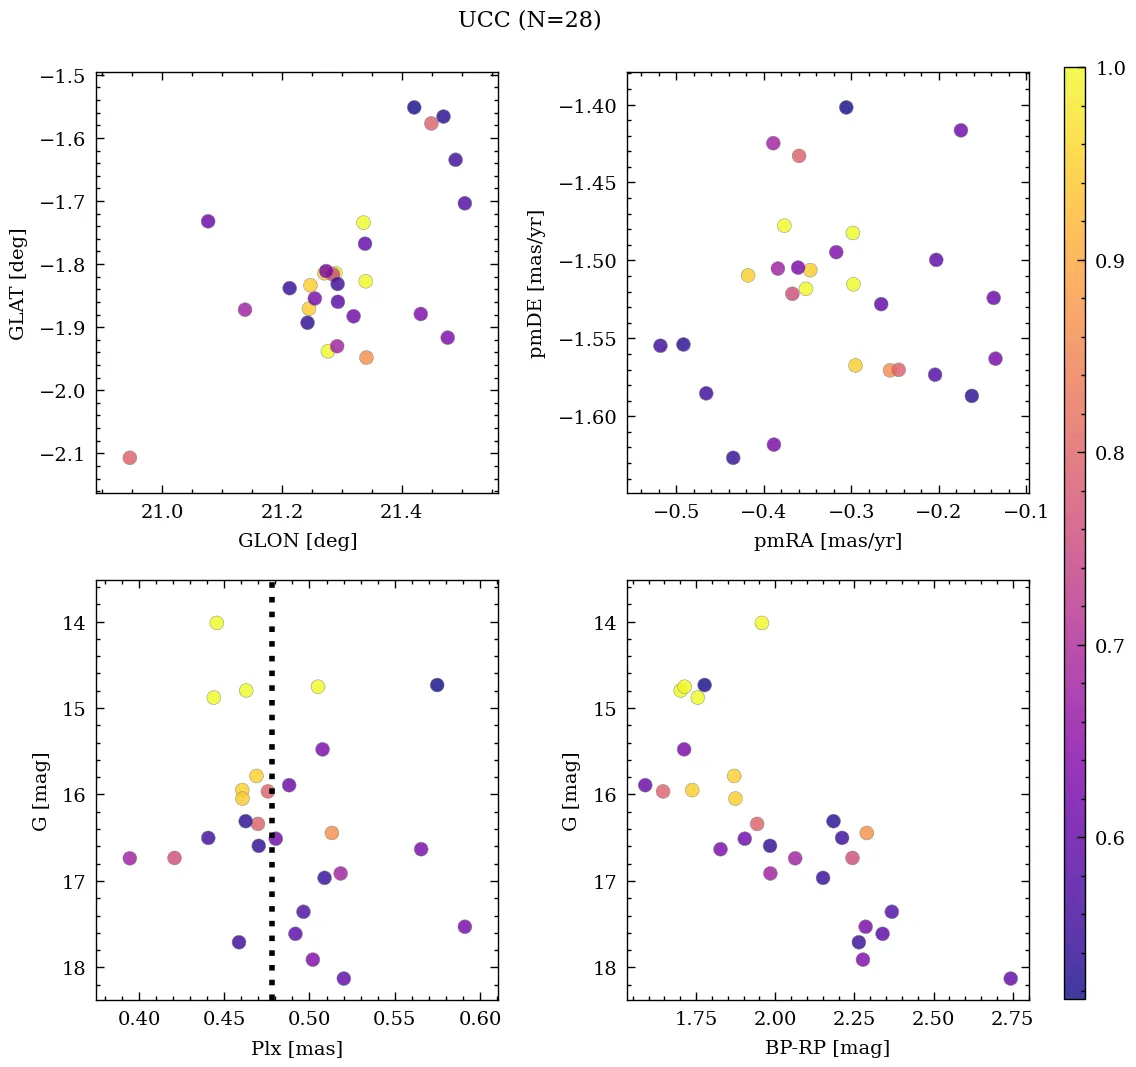 UCC (N=28)
−1.5
−1.6
−1.7
−1.8
−1.9
−2.0
−2.1
GLAT [deg]
21.0 21.2 21.4
GLON [deg]
−1.40
−1.45
−1.50
−1.55
−1.60
pmDE [mas/yr]
−0.5 −0.4 −0.3 −0.2 −0.1
pmRA [mas/yr]
14
15
16
17
18
G [mag]
0.40 0.45 0.50 0.55 0.60
Plx [mas]
14
15
16
17
18
G [mag]
1.75 2.00 2.25 2.50 2.75
BP-RP [mag]
1.0
0.9
0.8
0.7
0.6